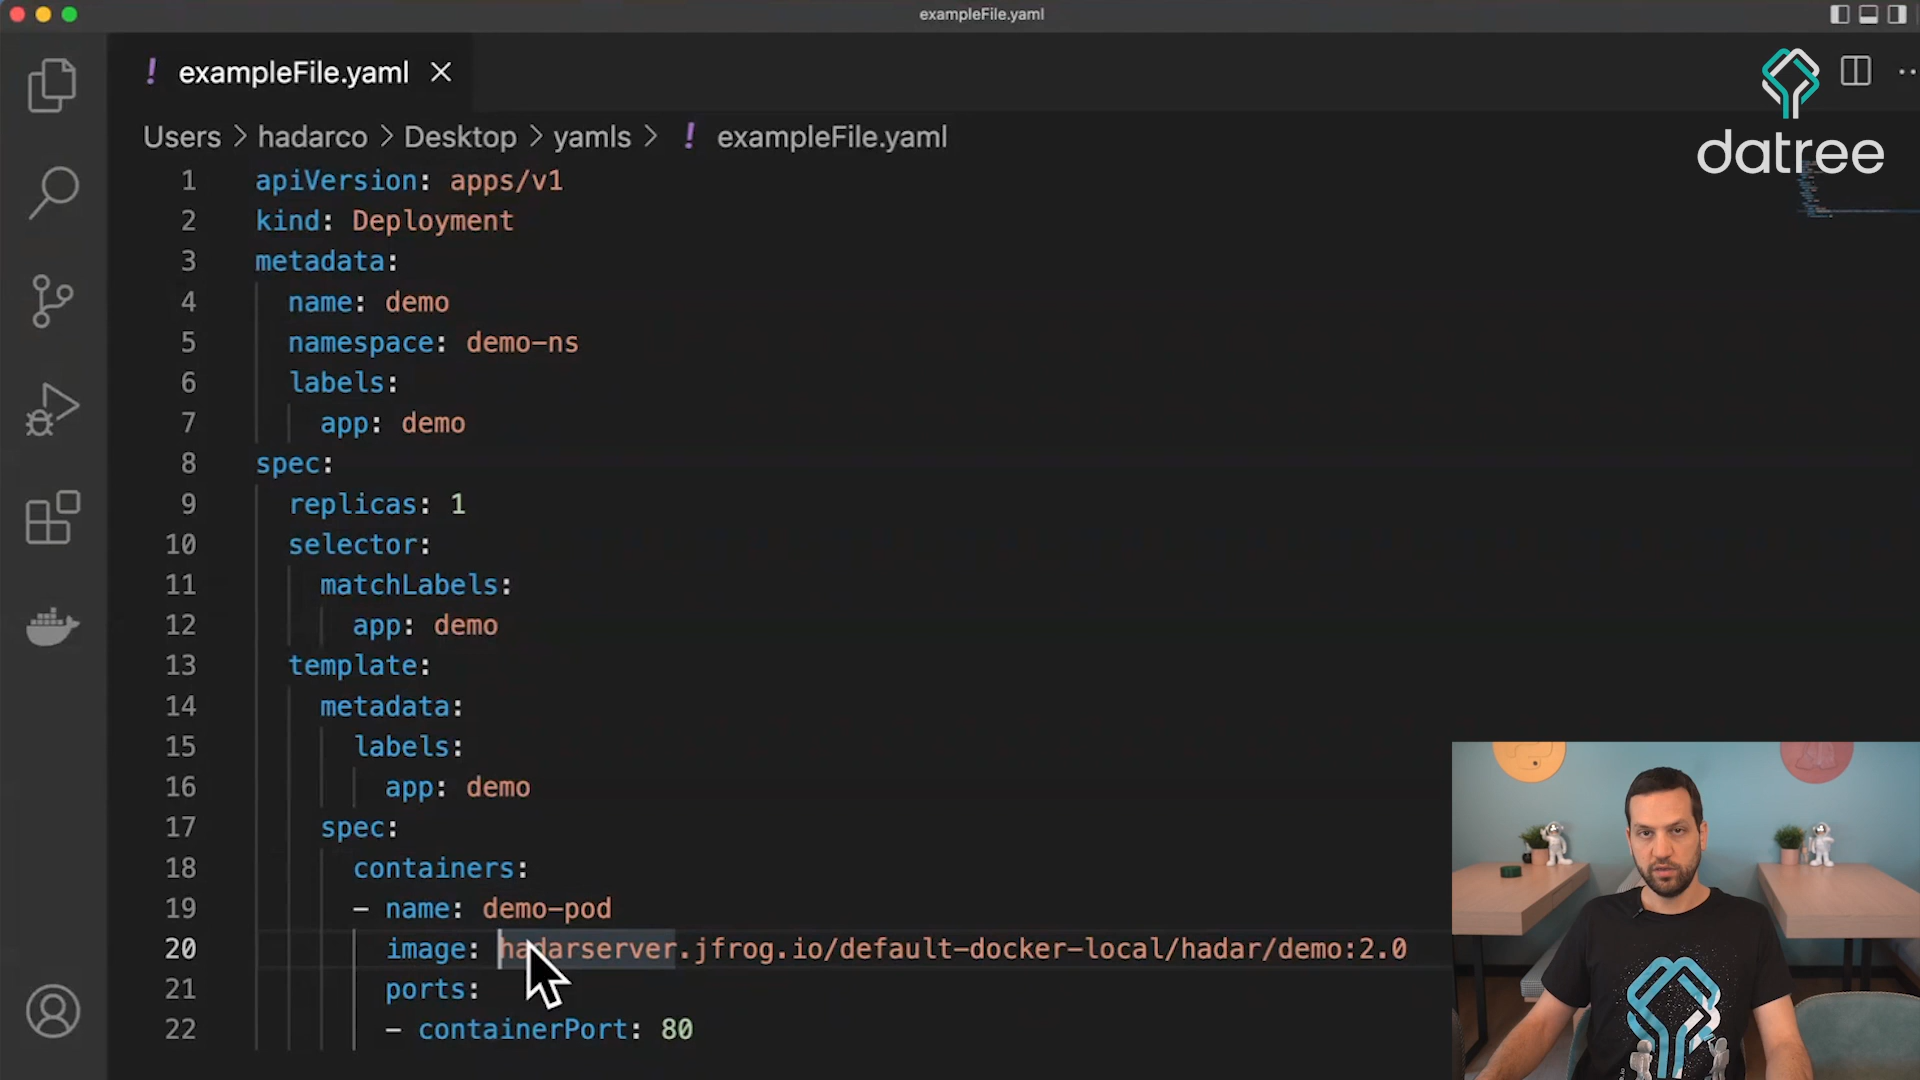 exampleFile.yaml
! exampleFile.yaml ×
datree
Users > hadarco > Desktop > yamls > ! exampleFile.yaml
1 apiVersion: apps/v1
2 kind: Deployment
3 metadata:
4 name: demo
5 namespace: demo-ns
6 labels:
7 app: demo
8 spec:
9 replicas: 1
10 selector:
11 matchLabels:
12 app: demo
13 template:
14 metadata:
15 labels:
16 app: demo
17 spec:
18 containers:
19 - name: demo-pod
20 image: hadarserver.jfrog.io/default-docker-local/hadar/demo:2.0
21 ports:
22 - containerPort: 80